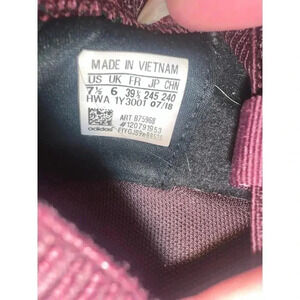 MADE IN VIETNAM
US UK FR JP CHN
7½ 6 39⅓ 245 240
HWA 1Y3001 07/18
ART B75968
#120791953
adidas